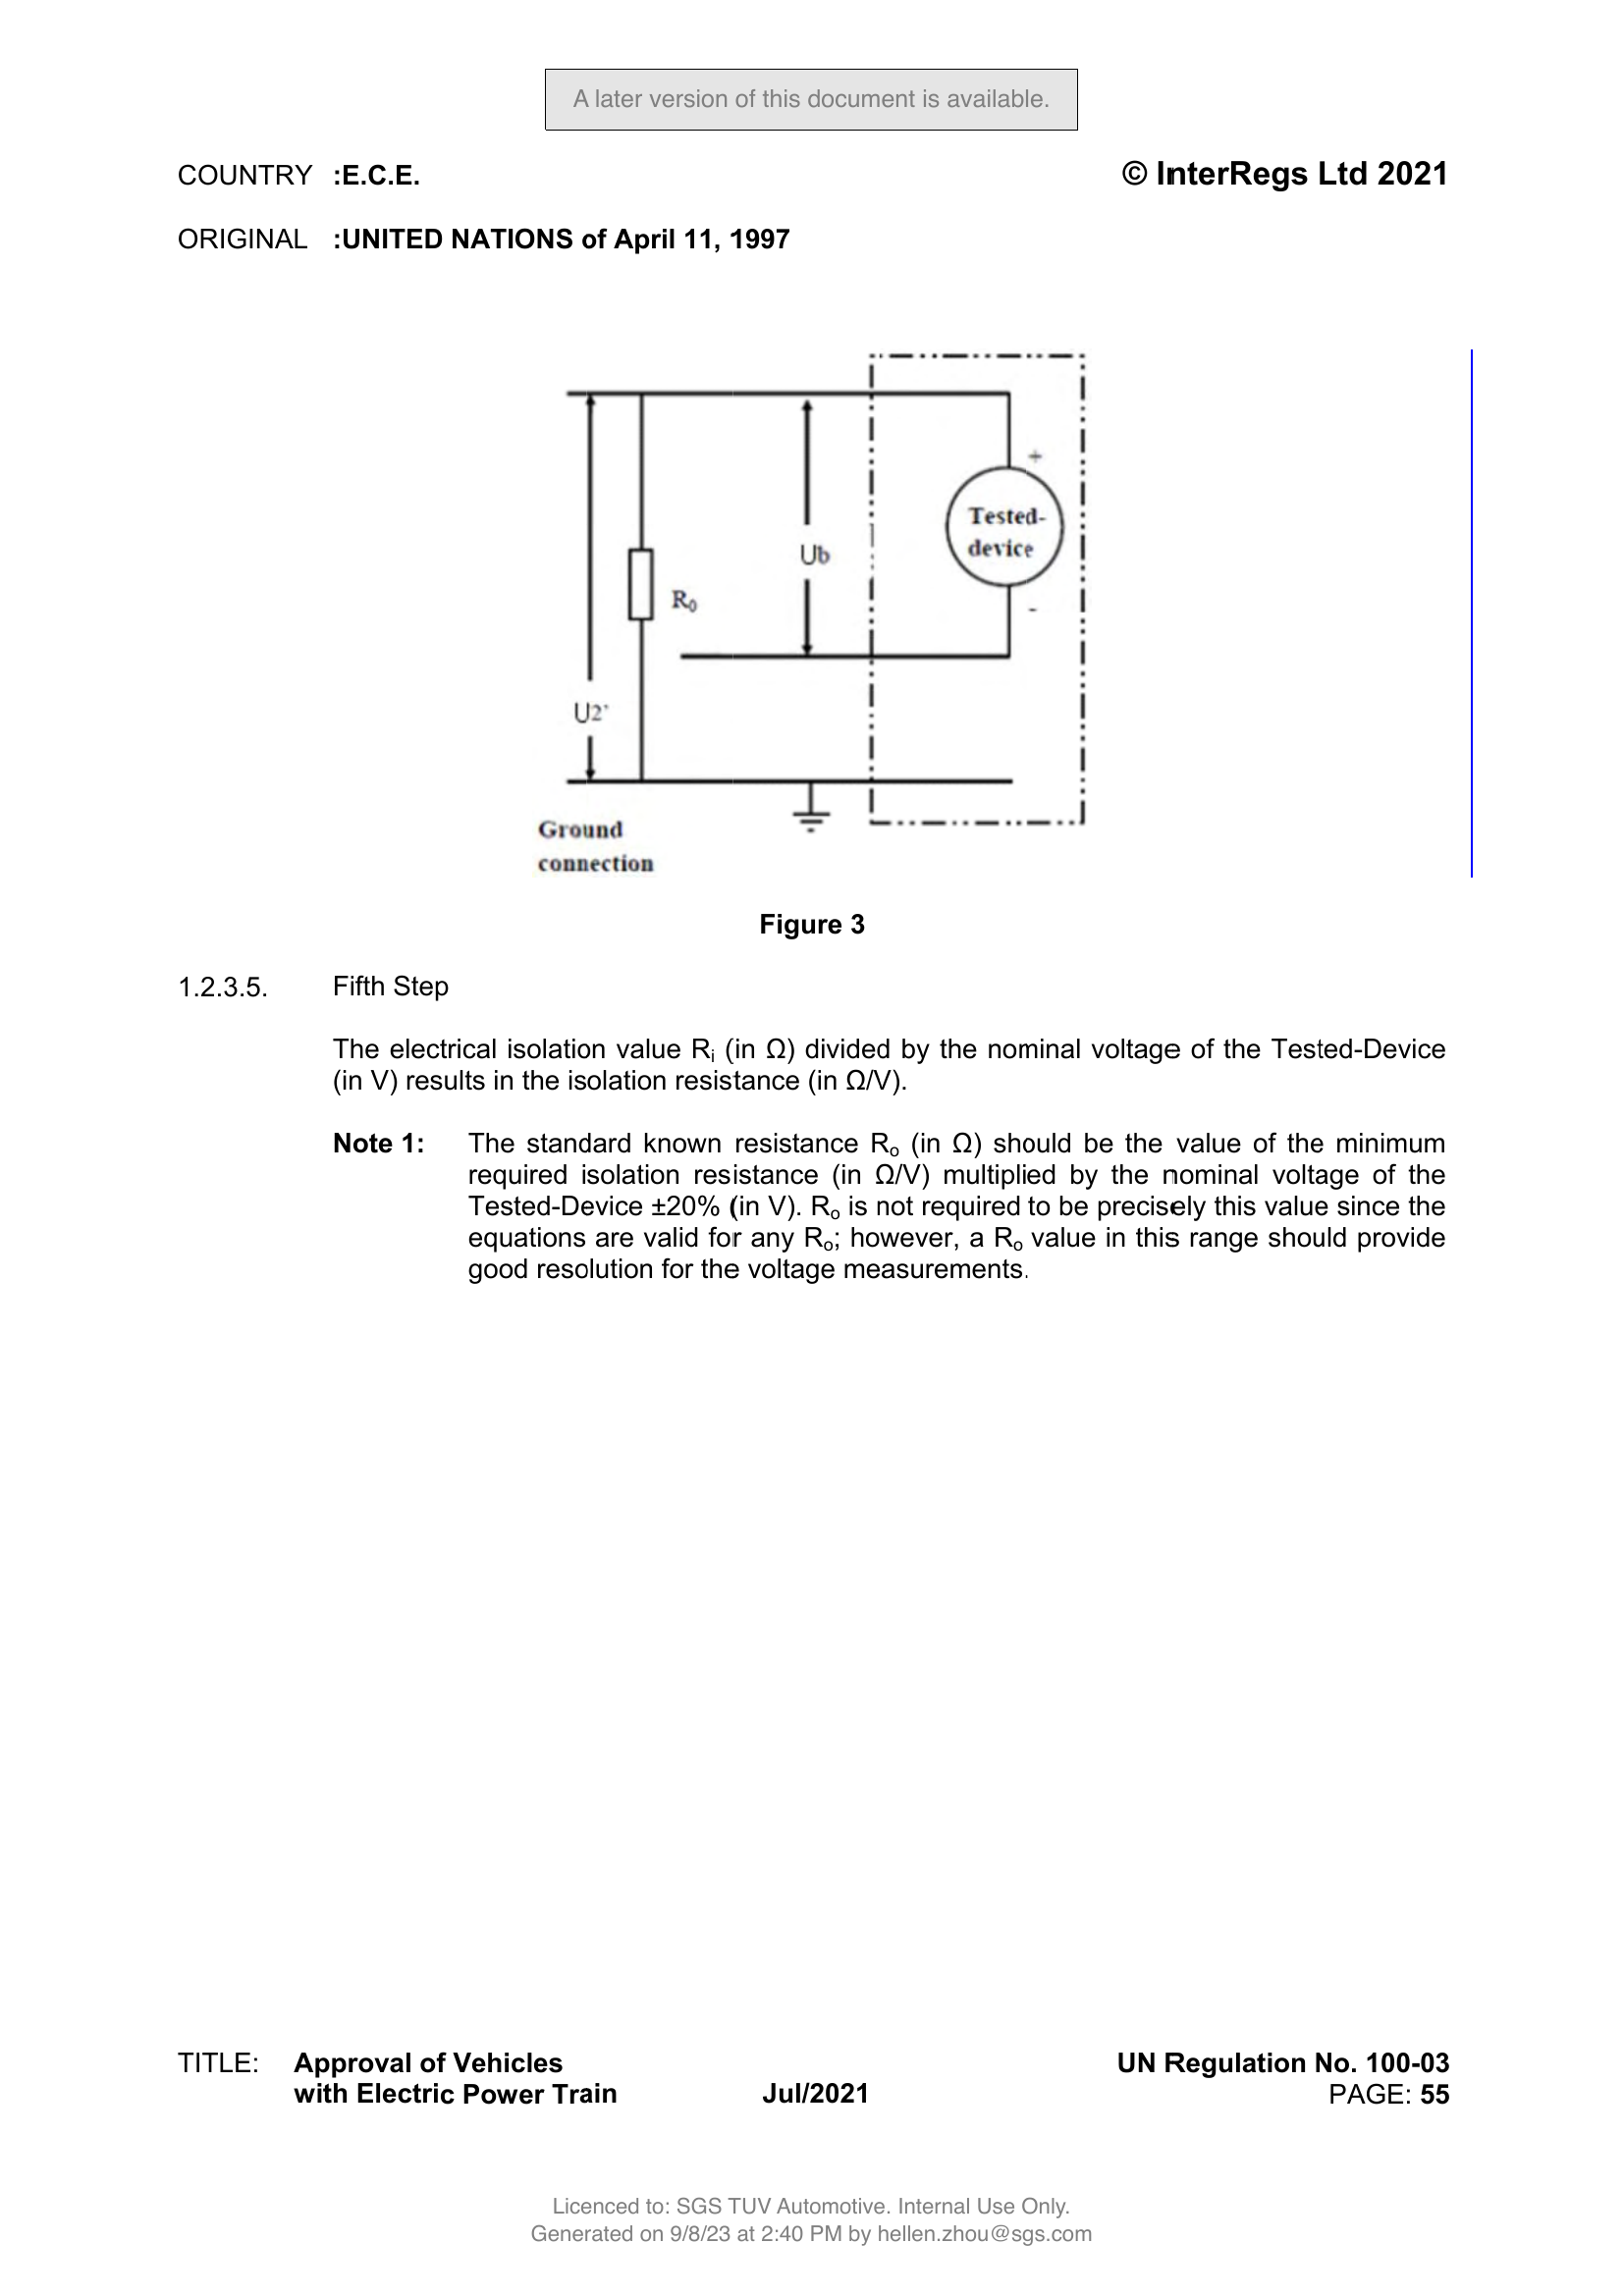 A later version of this document is available.
COUNTRY :E.C.E. © InterRegs Ltd 2021
ORIGINAL :UNITED NATIONS of April 11, 1997
+
Tested-
device
Ub
R₀
-
U2'
Ground
connection
Figure 3
1.2.3.5. Fifth Step
The electrical isolation value Rᵢ (in Ω) divided by the nominal voltage of the Tested-Device
(in V) results in the isolation resistance (in Ω/V).
Note 1: The standard known resistance Rₒ (in Ω) should be the value of the minimum
required isolation resistance (in Ω/V) multiplied by the nominal voltage of the
Tested-Device ±20% (in V). Rₒ is not required to be precisely this value since the
equations are valid for any Rₒ; however, a Rₒ value in this range should provide
good resolution for the voltage measurements.
TITLE: Approval of Vehicles UN Regulation No. 100-03
with Electric Power Train Jul/2021 PAGE: 55
Licenced to: SGS TUV Automotive. Internal Use Only.
Generated on 9/8/23 at 2:40 PM by hellen.zhou@sgs.com